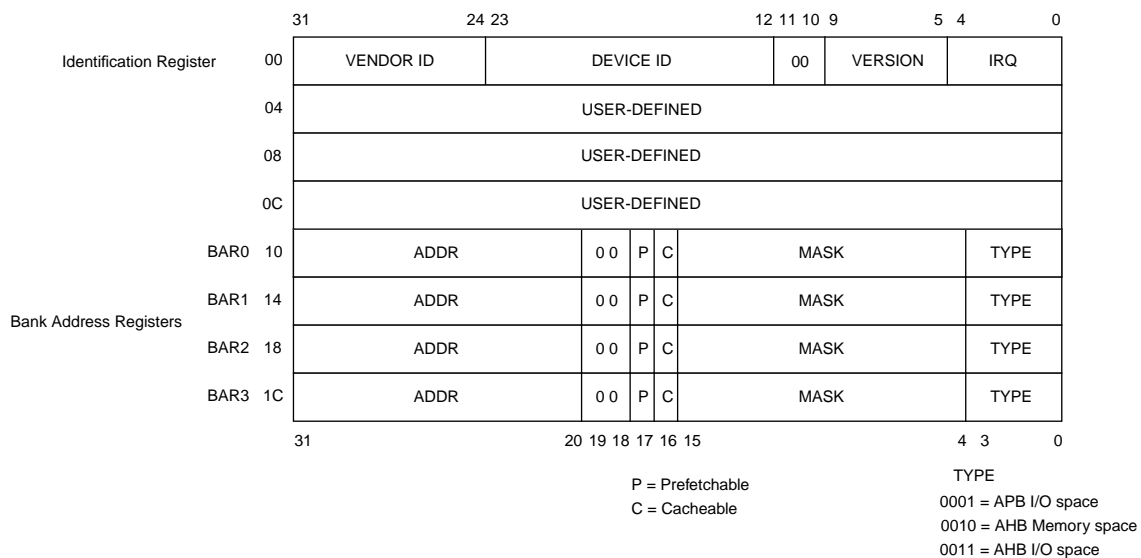 31 24 23 12 11 10 9 5 4 0
Identification Register 00 VENDOR ID DEVICE ID 00 VERSION IRQ
04 USER-DEFINED
08 USER-DEFINED
0C USER-DEFINED
BAR0 10 ADDR 0 0 P C MASK TYPE
BAR1 14 ADDR 0 0 P C MASK TYPE
Bank Address Registers
BAR2 18 ADDR 0 0 P C MASK TYPE
BAR3 1C ADDR 0 0 P C MASK TYPE
31 20 19 18 17 16 15 4 3 0
P = Prefetchable
C = Cacheable
TYPE
0001 = APB I/O space
0010 = AHB Memory space
0011 = AHB I/O space